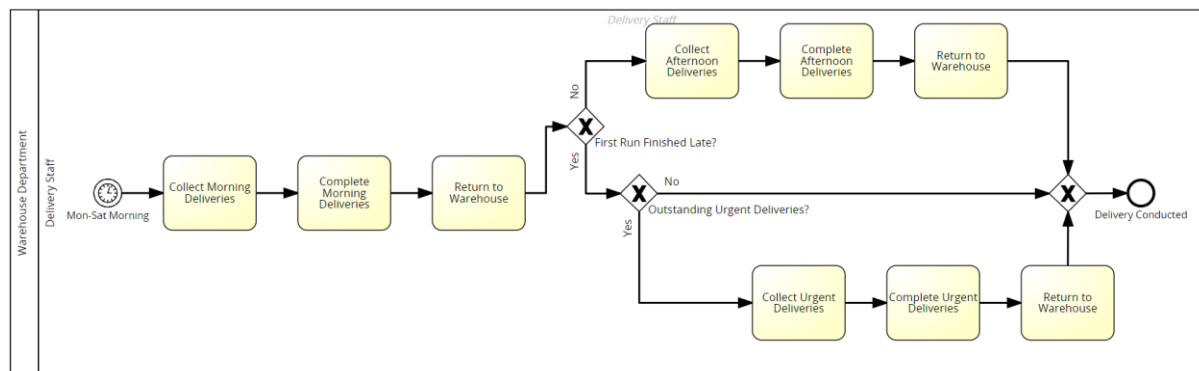 Delivery Staff
Warehouse Department
Delivery Staff
Mon-Sat Morning
Collect Morning
Deliveries
Complete
Morning
Deliveries
Return to
Warehouse
No
First Run Finished Late?
Yes
Collect
Afternoon
Deliveries
Complete
Afternoon
Deliveries
Return to
Warehouse
No
Outstanding Urgent Deliveries?
Yes
Collect Urgent
Deliveries
Complete Urgent
Deliveries
Return to
Warehouse
Delivery Conducted